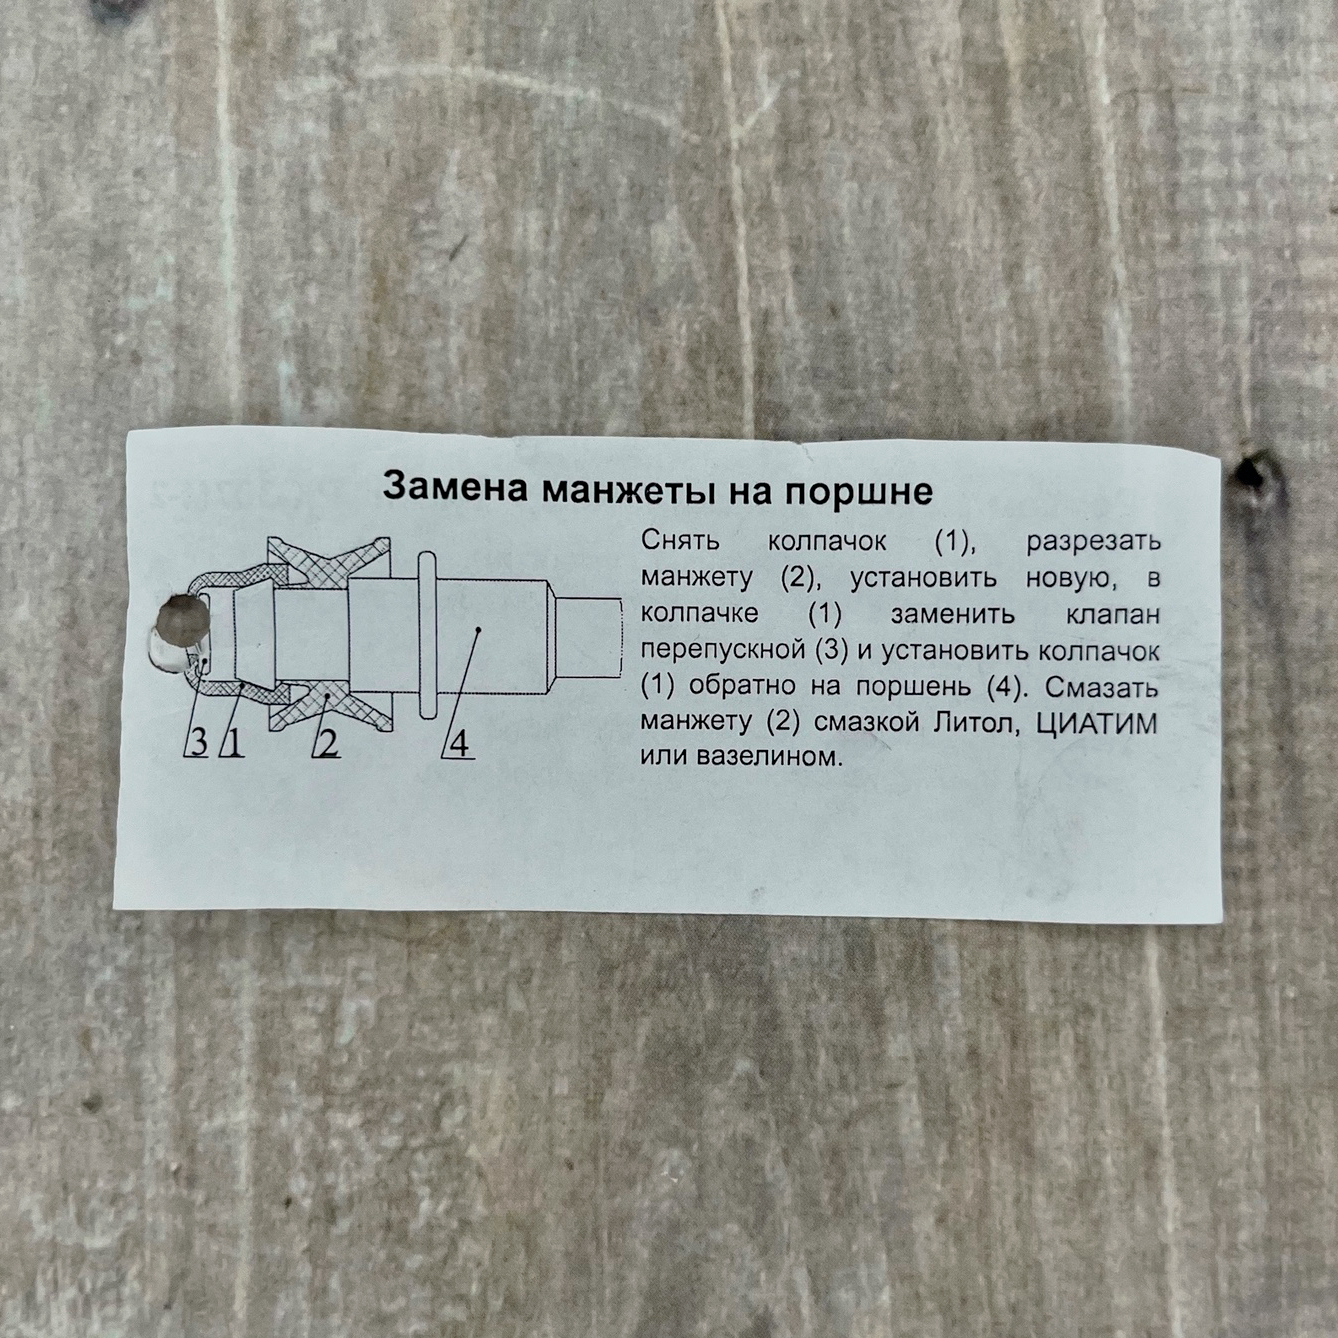 Замена манжеты на поршне
Снять колпачок (1), разрезать
манжету (2), установить новую, в
колпачке (1) заменить клапан
перепускной (3) и установить колпачок
(1) обратно на поршень (4). Смазать
манжету (2) смазкой Литол, ЦИАТИМ
или вазелином.
3 1 2 4